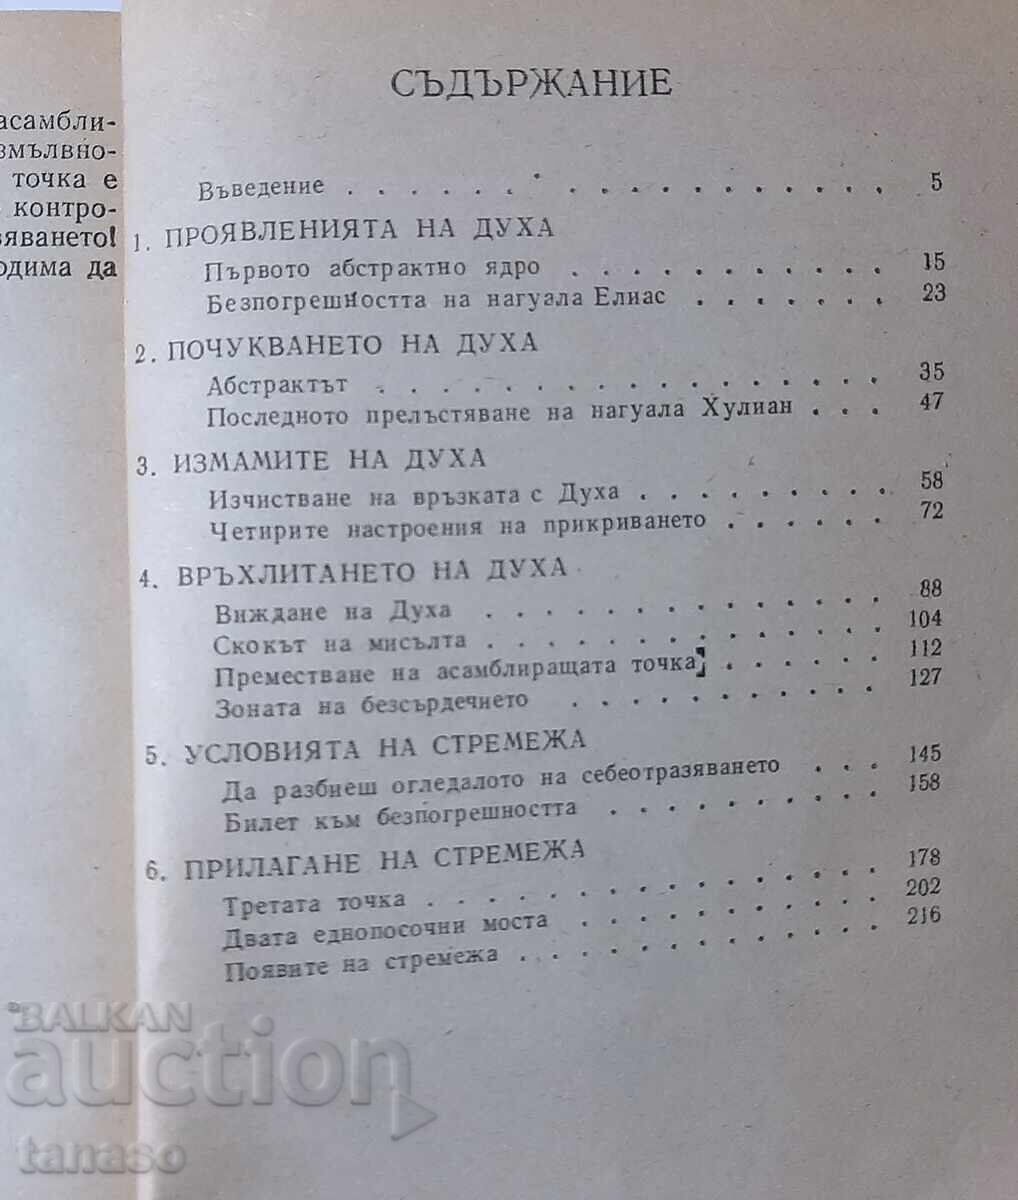 асамбли-
змълвно-
точка е
контро-
зяването!
одима да
СЪДЪРЖАНИЕ
Въведение . . . . . . . . . . . . . . . . 5
1. ПРОЯВЛЕНИЯТА НА ДУХА
Първото абстрактно ядро . . . . . . . . . . . 15
Безпогрешността на нагуала Елиас . . . . . . . 23
2. ПОЧУКВАНЕТО НА ДУХА
Абстрактът . . . . . . . . . . . . . . . 35
Последното прелъстяване на нагуала Хулиан . . . 47
3. ИЗМАМИТЕ НА ДУХА
Изчистване на връзката с Духа . . . . . . . . . 58
Четирите настроения на прикриването . . . . . . 72
4. ВРЪХЛИТАНЕТО НА ДУХА
Виждане на Духа . . . . . . . . . . . . . . 88
Скокът на мисълта . . . . . . . . . . . . . . 104
Преместване на асамблиращата точка . . . . . . 112
Зоната на безсърдечието . . . . . . . . . . . 127
5. УСЛОВИЯТА НА СТРЕМЕЖА
Да разбиеш огледалото на себеотразяването . . . 145
Билет към безпогрешността . . . . . . . . . . 158
6. ПРИЛАГАНЕ НА СТРЕМЕЖА
Третата точка . . . . . . . . . . . . . . . . 178
Двата еднопосочни моста . . . . . . . . . . . 202
Появите на стремежа . . . . . . . . . . . . . 216
BALKAN
auction
tanaso